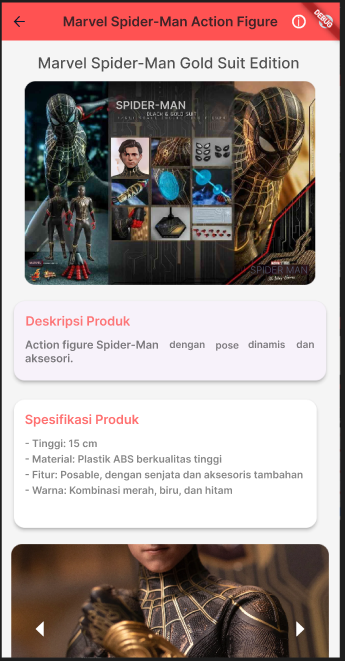 Marvel Spider-Man Action Figure
DEBUG
Marvel Spider-Man Gold Suit Edition
SPIDER-MAN
BLACK & GOLD SUIT
SPIDER-MAN
Deskripsi Produk
Action figure Spider-Man dengan pose dinamis dan
aksesori.
Spesifikasi Produk
- Tinggi: 15 cm
- Material: Plastik ABS berkualitas tinggi
- Fitur: Posable, dengan senjata dan aksesoris tambahan
- Warna: Kombinasi merah, biru, dan hitam